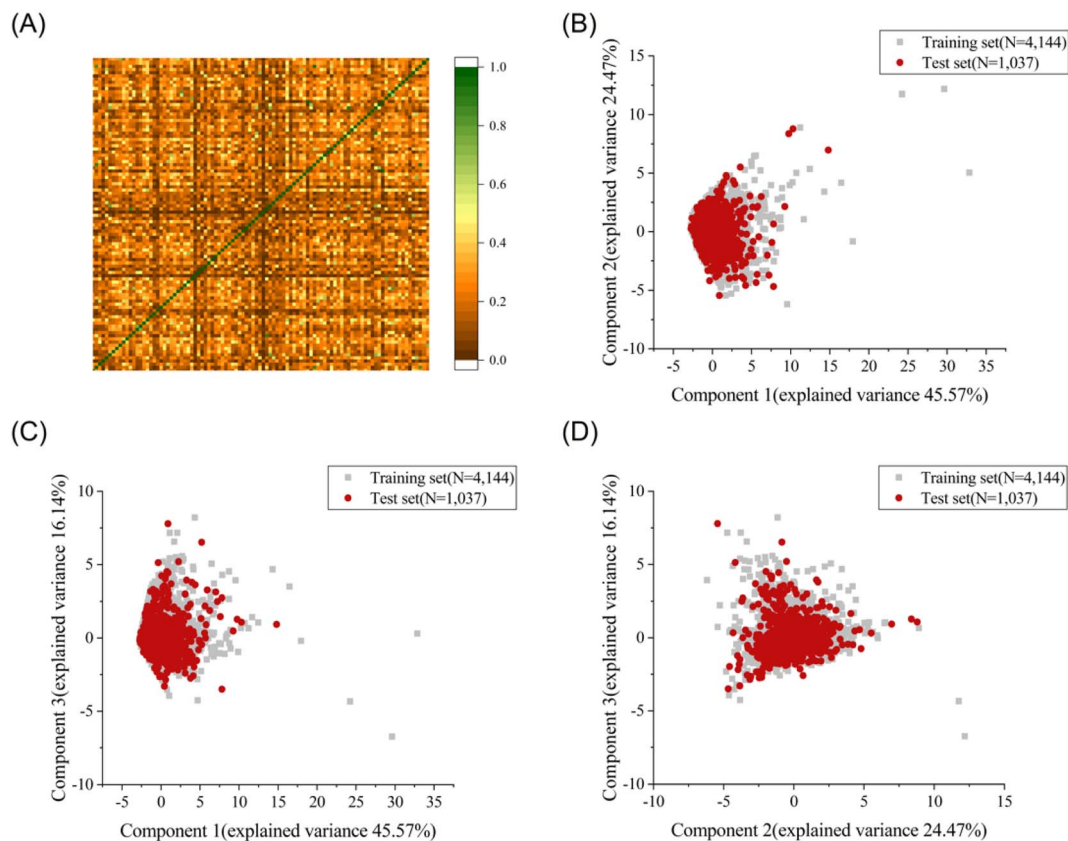 (A)
1.0
0.8
0.6
0.4
0.2
0.0
(B)
Training set(N=4,144)
Test set(N=1,037)
15
10
5
0
-5
-10
Component 2(explained variance 24.47%)
-5 0 5 10 15 20 25 30 35
Component 1(explained variance 45.57%)
(C)
Training set(N=4,144)
Test set(N=1,037)
10
5
0
-5
-10
Component 3(explained variance 16.14%)
-5 0 5 10 15 20 25 30 35
Component 1(explained variance 45.57%)
(D)
Training set(N=4,144)
Test set(N=1,037)
10
5
0
-5
-10
Component 3(explained variance 16.14%)
-10 -5 0 5 10 15
Component 2(explained variance 24.47%)